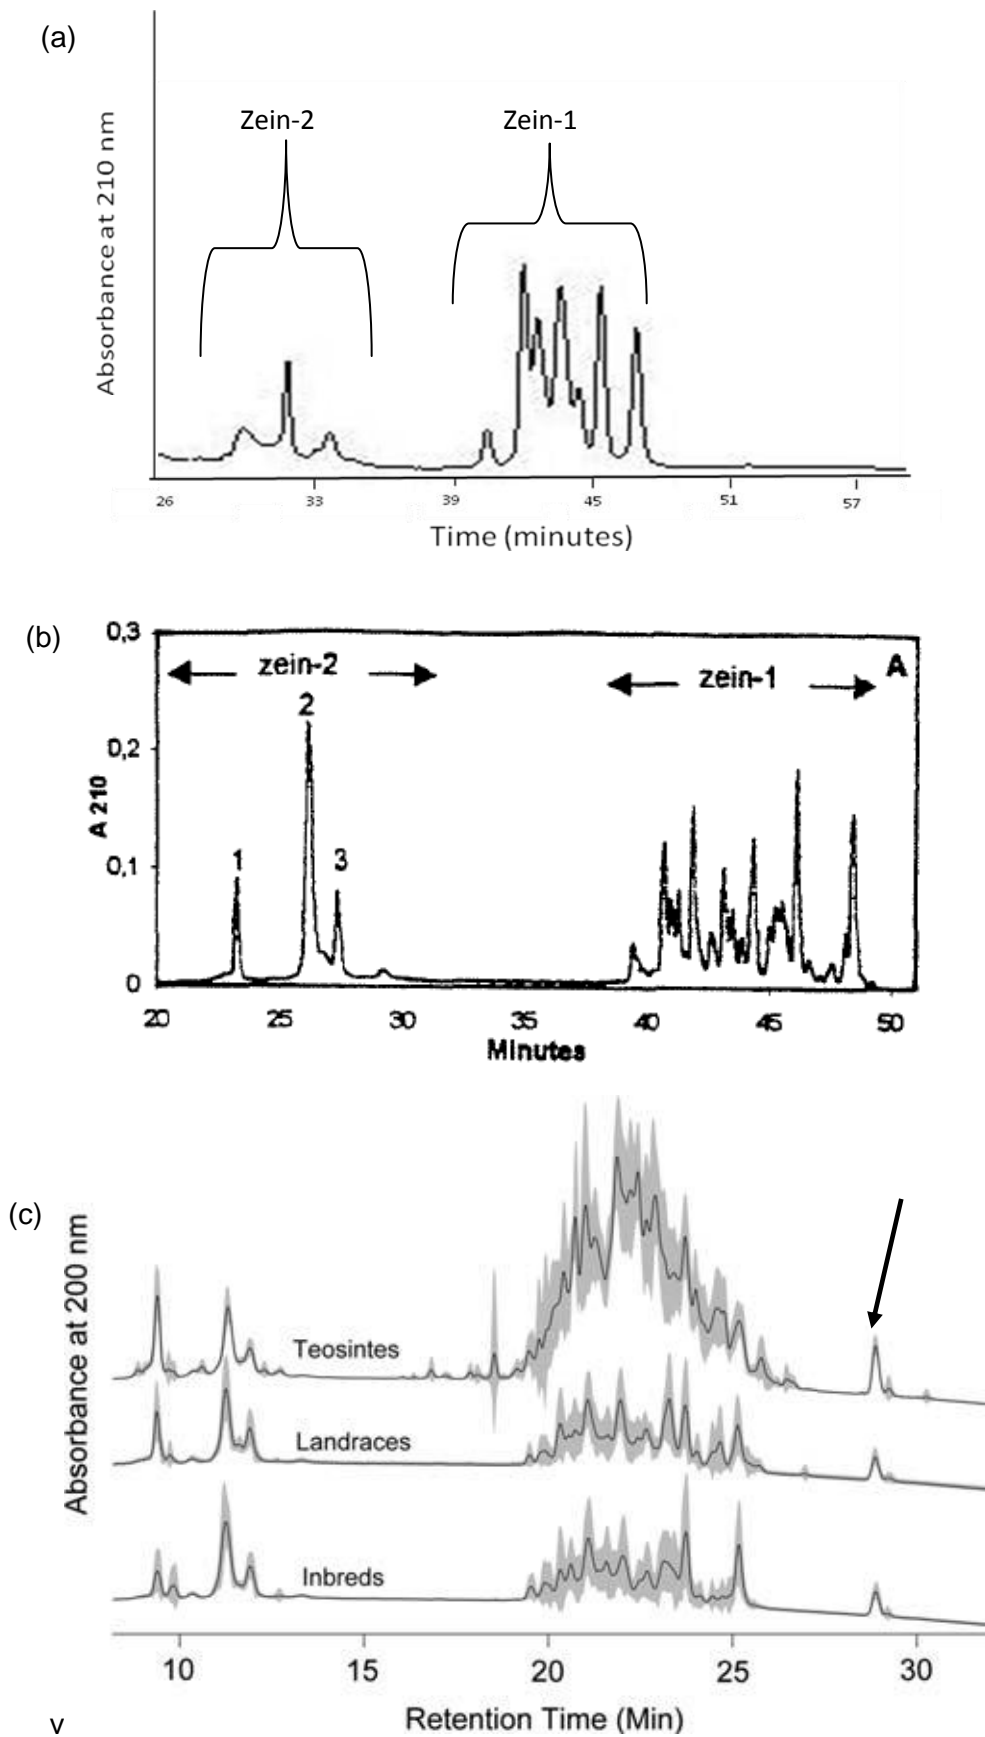 (a)
Zein-2 Zein-1
Absorbance at 210 nm
26 33 39 45 51 57
Time (minutes)
(b)
0,3
0,2
0,1
0
A 210
zein-2 zein-1 A
1 2 3
20 25 30 35 40 45 50
Minutes
(c)
Absorbance at 200 nm
Teosintes
Landraces
Inbreds
10 15 20 25 30
Retention Time (Min)
v